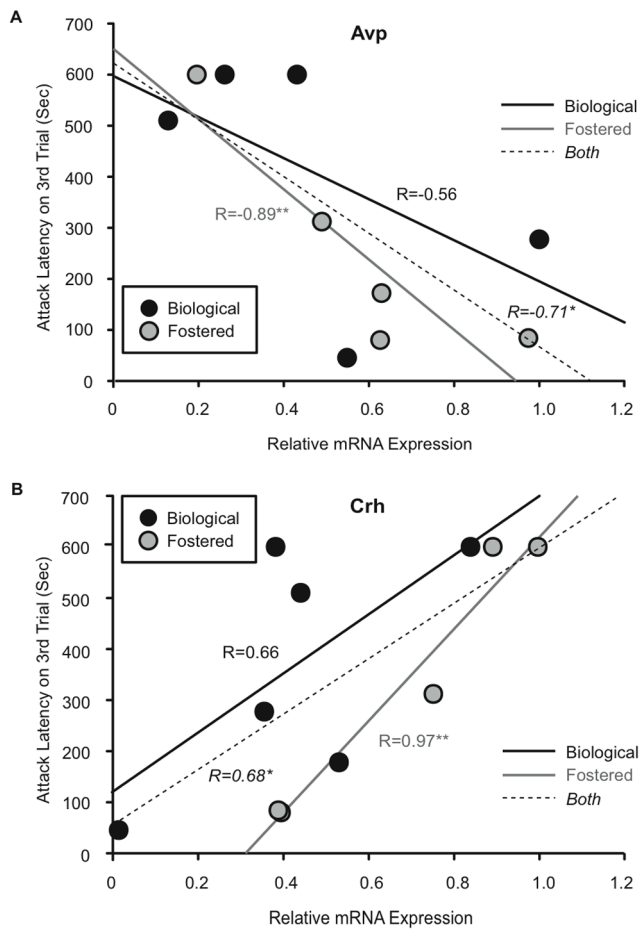 A
Avp
700
600
500
400
300
200
100
0
Attack Latency on 3rd Trial (Sec)
Biological
Fostered
Both
R=-0.56
R=-0.89**
R=-0.71*
Biological
Fostered
0 0.2 0.4 0.6 0.8 1.0 1.2
Relative mRNA Expression
B
Crh
700
600
500
400
300
200
100
0
Attack Latency on 3rd Trial (Sec)
Biological
Fostered
R=0.66
R=0.97**
R=0.68*
Biological
Fostered
Both
0 0.2 0.4 0.6 0.8 1.0 1.2
Relative mRNA Expression